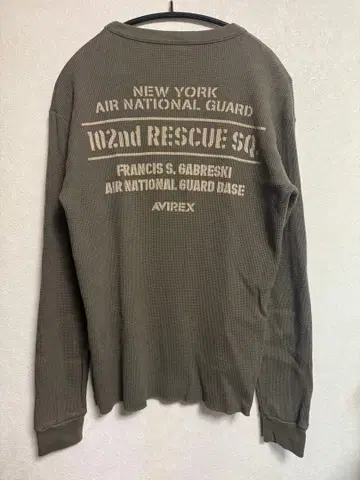 NEW YORK
AIR NATIONAL GUARD
102nd RESCUE SQ.
FRANCIS S. GABRESKI
AIR NATIONAL GUARD BASE
AVIREX